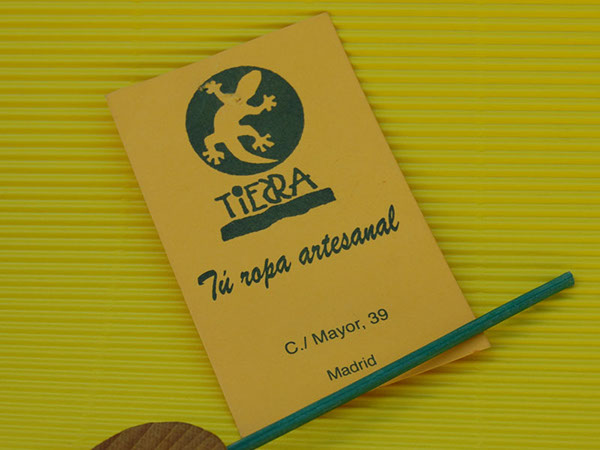 TiERRA
Tú ropa artesanal
C./ Mayor, 39
Madrid